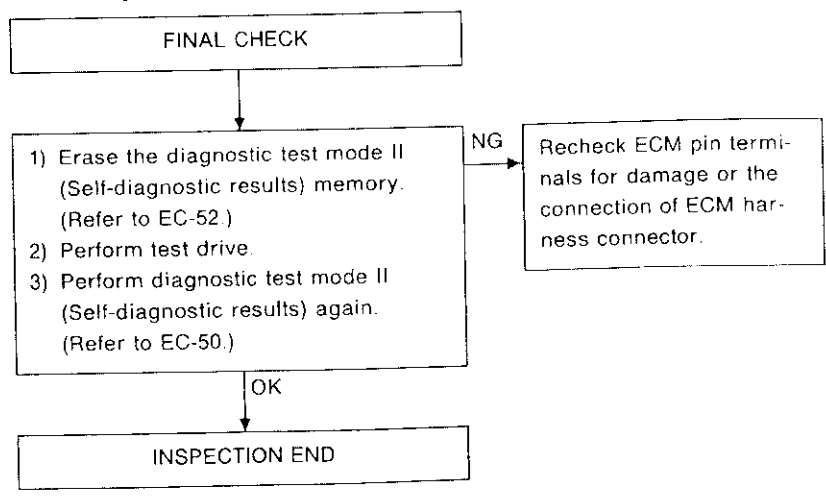 FINAL CHECK
1) Erase the diagnostic test mode II
(Self-diagnostic results) memory.
(Refer to EC-52.)
2) Perform test drive.
3) Perform diagnostic test mode II
(Self-diagnostic results) again.
(Refer to EC-50.)
NG
Recheck ECM pin termi-
nals for damage or the
connection of ECM har-
ness connector.
OK
INSPECTION END